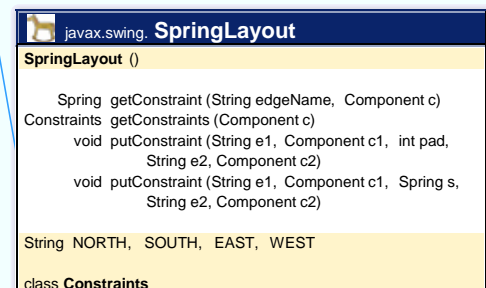 javax.swing. SpringLayout
SpringLayout ()
Spring getConstraint (String edgeName, Component c)
Constraints getConstraints (Component c)
void putConstraint (String e1, Component c1, int pad,
String e2, Component c2)
void putConstraint (String e1, Component c1, Spring s,
String e2, Component c2)
String NORTH, SOUTH, EAST, WEST
class Constraints